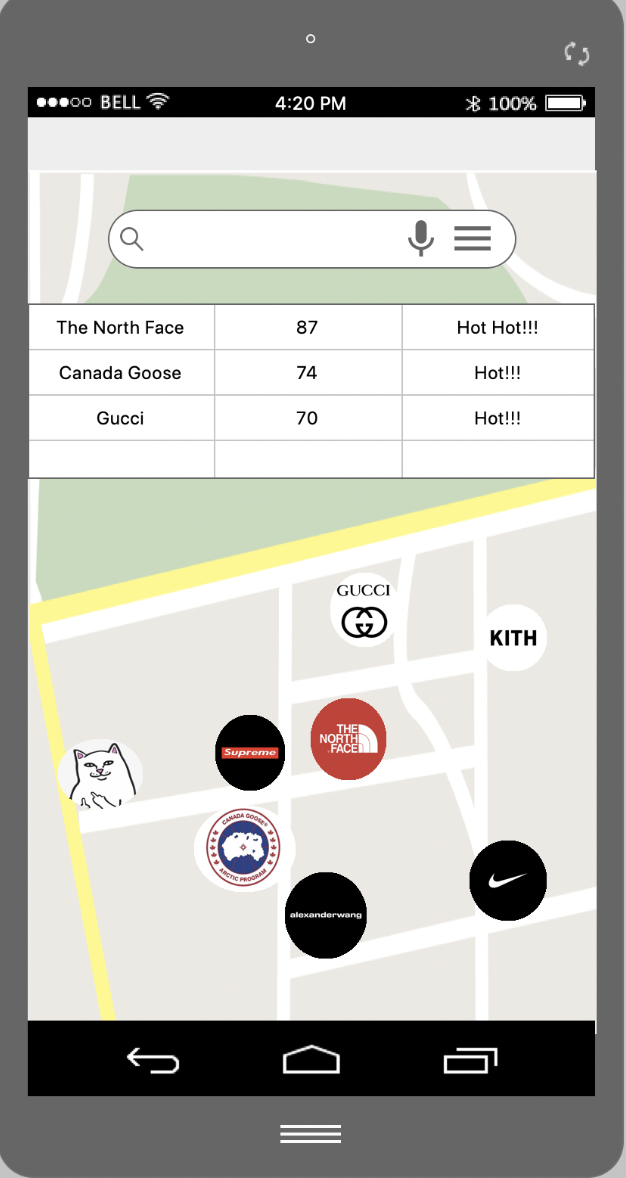 BELL 4:20 PM 100%
The North Face 87 Hot Hot!!!
Canada Goose 74 Hot!!!
Gucci 70 Hot!!!
GUCCI
KITH
THE
NORTH
FACE
Supreme
CANADA GOOSE®
ARCTIC PROGRAM
alexanderwang